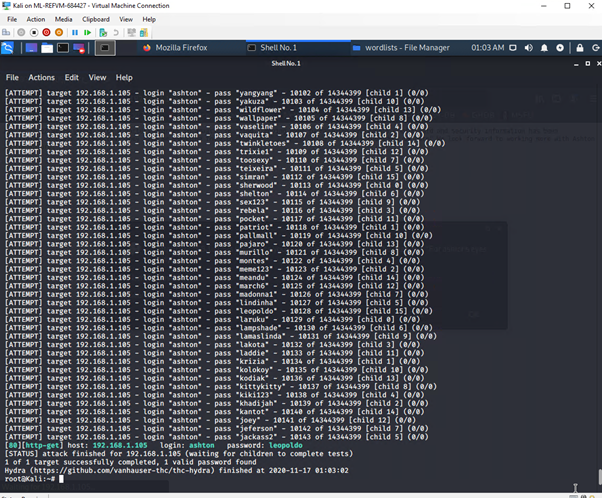 Kali on ML-REFVM-684427 - Virtual Machine Connection
File Action Media Clipboard View Help
Mozilla Firefox Shell No. 1 wordlists - File Manager 01:03 AM
Shell No. 1
File Actions Edit View Help
[ATTEMPT] target 192.168.1.105 - login "ashton" - pass "yangyang" - 10102 of 14344399 [child 1] (0/0)
[ATTEMPT] target 192.168.1.105 - login "ashton" - pass "yakuza" - 10103 of 14344399 [child 10] (0/0)
[ATTEMPT] target 192.168.1.105 - login "ashton" - pass "wildflower" - 10104 of 14344399 [child 13] (0/0)
[ATTEMPT] target 192.168.1.105 - login "ashton" - pass "wallpaper" - 10105 of 14344399 [child 8] (0/0)
[ATTEMPT] target 192.168.1.105 - login "ashton" - pass "vaseline" - 10106 of 14344399 [child 4] (0/0)
[ATTEMPT] target 192.168.1.105 - login "ashton" - pass "vaquita" - 10107 of 14344399 [child 2] (0/0)
[ATTEMPT] target 192.168.1.105 - login "ashton" - pass "twinkletoes" - 10108 of 14344399 [child 14] (0/0)
[ATTEMPT] target 192.168.1.105 - login "ashton" - pass "trixie1" - 10109 of 14344399 [child 12] (0/0)
[ATTEMPT] target 192.168.1.105 - login "ashton" - pass "toosexy" - 10110 of 14344399 [child 7] (0/0)
[ATTEMPT] target 192.168.1.105 - login "ashton" - pass "teixeira" - 10111 of 14344399 [child 5] (0/0)
[ATTEMPT] target 192.168.1.105 - login "ashton" - pass "simran" - 10112 of 14344399 [child 15] (0/0)
[ATTEMPT] target 192.168.1.105 - login "ashton" - pass "sherwood" - 10113 of 14344399 [child 0] (0/0)
[ATTEMPT] target 192.168.1.105 - login "ashton" - pass "shelton" - 10114 of 14344399 [child 6] (0/0)
[ATTEMPT] target 192.168.1.105 - login "ashton" - pass "sex123" - 10115 of 14344399 [child 9] (0/0)
[ATTEMPT] target 192.168.1.105 - login "ashton" - pass "rebela" - 10116 of 14344399 [child 3] (0/0)
[ATTEMPT] target 192.168.1.105 - login "ashton" - pass "pocket" - 10117 of 14344399 [child 11] (0/0)
[ATTEMPT] target 192.168.1.105 - login "ashton" - pass "patriot" - 10118 of 14344399 [child 1] (0/0)
[ATTEMPT] target 192.168.1.105 - login "ashton" - pass "pallmall" - 10119 of 14344399 [child 10] (0/0)
[ATTEMPT] target 192.168.1.105 - login "ashton" - pass "pajaro" - 10120 of 14344399 [child 13] (0/0)
[ATTEMPT] target 192.168.1.105 - login "ashton" - pass "murillo" - 10121 of 14344399 [child 8] (0/0)
[ATTEMPT] target 192.168.1.105 - login "ashton" - pass "montes" - 10122 of 14344399 [child 4] (0/0)
[ATTEMPT] target 192.168.1.105 - login "ashton" - pass "meme123" - 10123 of 14344399 [child 2] (0/0)
[ATTEMPT] target 192.168.1.105 - login "ashton" - pass "meandu" - 10124 of 14344399 [child 14] (0/0)
[ATTEMPT] target 192.168.1.105 - login "ashton" - pass "march6" - 10125 of 14344399 [child 12] (0/0)
[ATTEMPT] target 192.168.1.105 - login "ashton" - pass "madonna1" - 10126 of 14344399 [child 7] (0/0)
[ATTEMPT] target 192.168.1.105 - login "ashton" - pass "lindinha" - 10127 of 14344399 [child 5] (0/0)
[ATTEMPT] target 192.168.1.105 - login "ashton" - pass "leopoldo" - 10128 of 14344399 [child 15] (0/0)
[ATTEMPT] target 192.168.1.105 - login "ashton" - pass "laruku" - 10129 of 14344399 [child 0] (0/0)
[ATTEMPT] target 192.168.1.105 - login "ashton" - pass "lampshade" - 10130 of 14344399 [child 6] (0/0)
[ATTEMPT] target 192.168.1.105 - login "ashton" - pass "lamaslinda" - 10131 of 14344399 [child 9] (0/0)
[ATTEMPT] target 192.168.1.105 - login "ashton" - pass "lakota" - 10132 of 14344399 [child 3] (0/0)
[ATTEMPT] target 192.168.1.105 - login "ashton" - pass "laddie" - 10133 of 14344399 [child 11] (0/0)
[ATTEMPT] target 192.168.1.105 - login "ashton" - pass "krizia" - 10134 of 14344399 [child 1] (0/0)
[ATTEMPT] target 192.168.1.105 - login "ashton" - pass "kolokoy" - 10135 of 14344399 [child 10] (0/0)
[ATTEMPT] target 192.168.1.105 - login "ashton" - pass "kodiak" - 10136 of 14344399 [child 13] (0/0)
[ATTEMPT] target 192.168.1.105 - login "ashton" - pass "kittykitty" - 10137 of 14344399 [child 8] (0/0)
[ATTEMPT] target 192.168.1.105 - login "ashton" - pass "kiki123" - 10138 of 14344399 [child 4] (0/0)
[ATTEMPT] target 192.168.1.105 - login "ashton" - pass "khadijah" - 10139 of 14344399 [child 2] (0/0)
[ATTEMPT] target 192.168.1.105 - login "ashton" - pass "kantot" - 10140 of 14344399 [child 14] (0/0)
[ATTEMPT] target 192.168.1.105 - login "ashton" - pass "joey" - 10141 of 14344399 [child 12] (0/0)
[ATTEMPT] target 192.168.1.105 - login "ashton" - pass "jeferson" - 10142 of 14344399 [child 7] (0/0)
[ATTEMPT] target 192.168.1.105 - login "ashton" - pass "jackass2" - 10143 of 14344399 [child 5] (0/0)
[80][http-get] host: 192.168.1.105 login: ashton password: leopoldo
[STATUS] attack finished for 192.168.1.105 (waiting for children to complete tests)
1 of 1 target successfully completed, 1 valid password found
Hydra (https://github.com/vanhauser-thc/thc-hydra) finished at 2020-11-17 01:03:02
root@Kali:~#